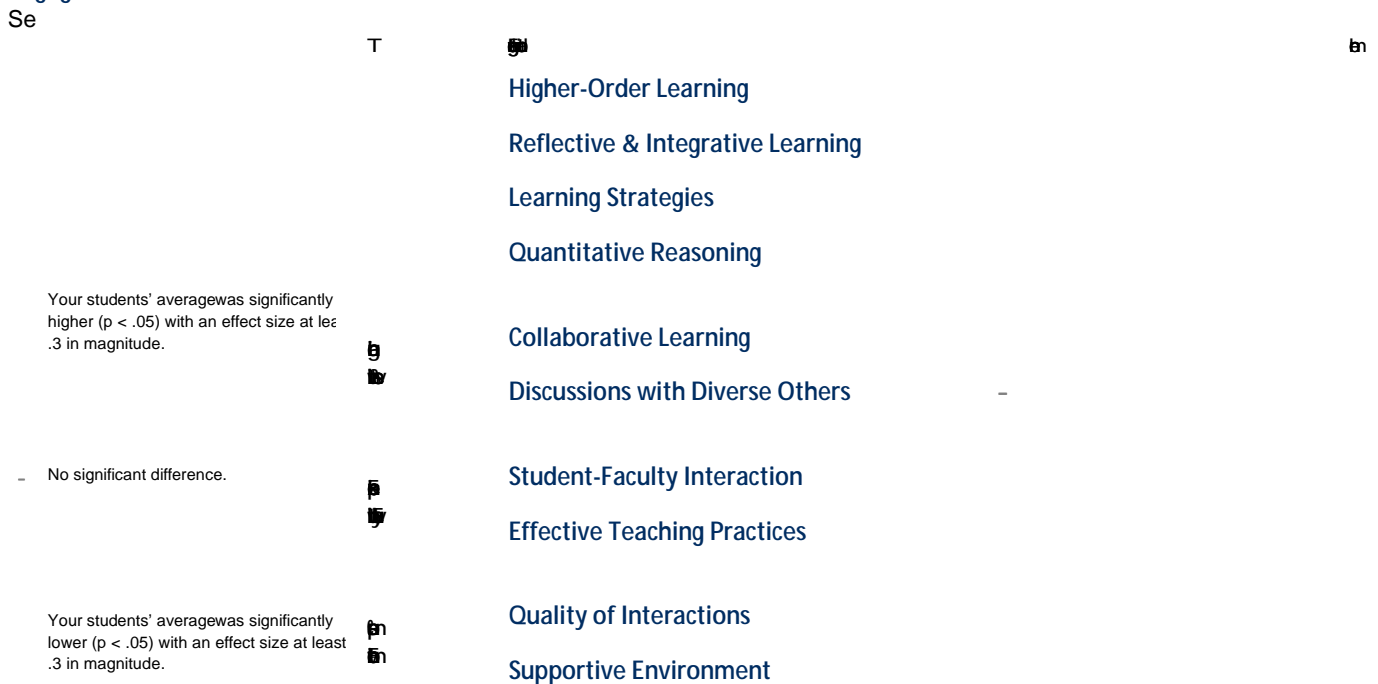 Se
T
Higher-Order Learning
Reflective & Integrative Learning
Learning Strategies
Quantitative Reasoning
Your students' averagewas significantly
higher (p < .05) with an effect size at lea
.3 in magnitude.
Collaborative Learning
Discussions with Diverse Others
-
- No significant difference.
Student-Faculty Interaction
Effective Teaching Practices
Your students' averagewas significantly
lower (p < .05) with an effect size at least
.3 in magnitude.
Quality of Interactions
Supportive Environment